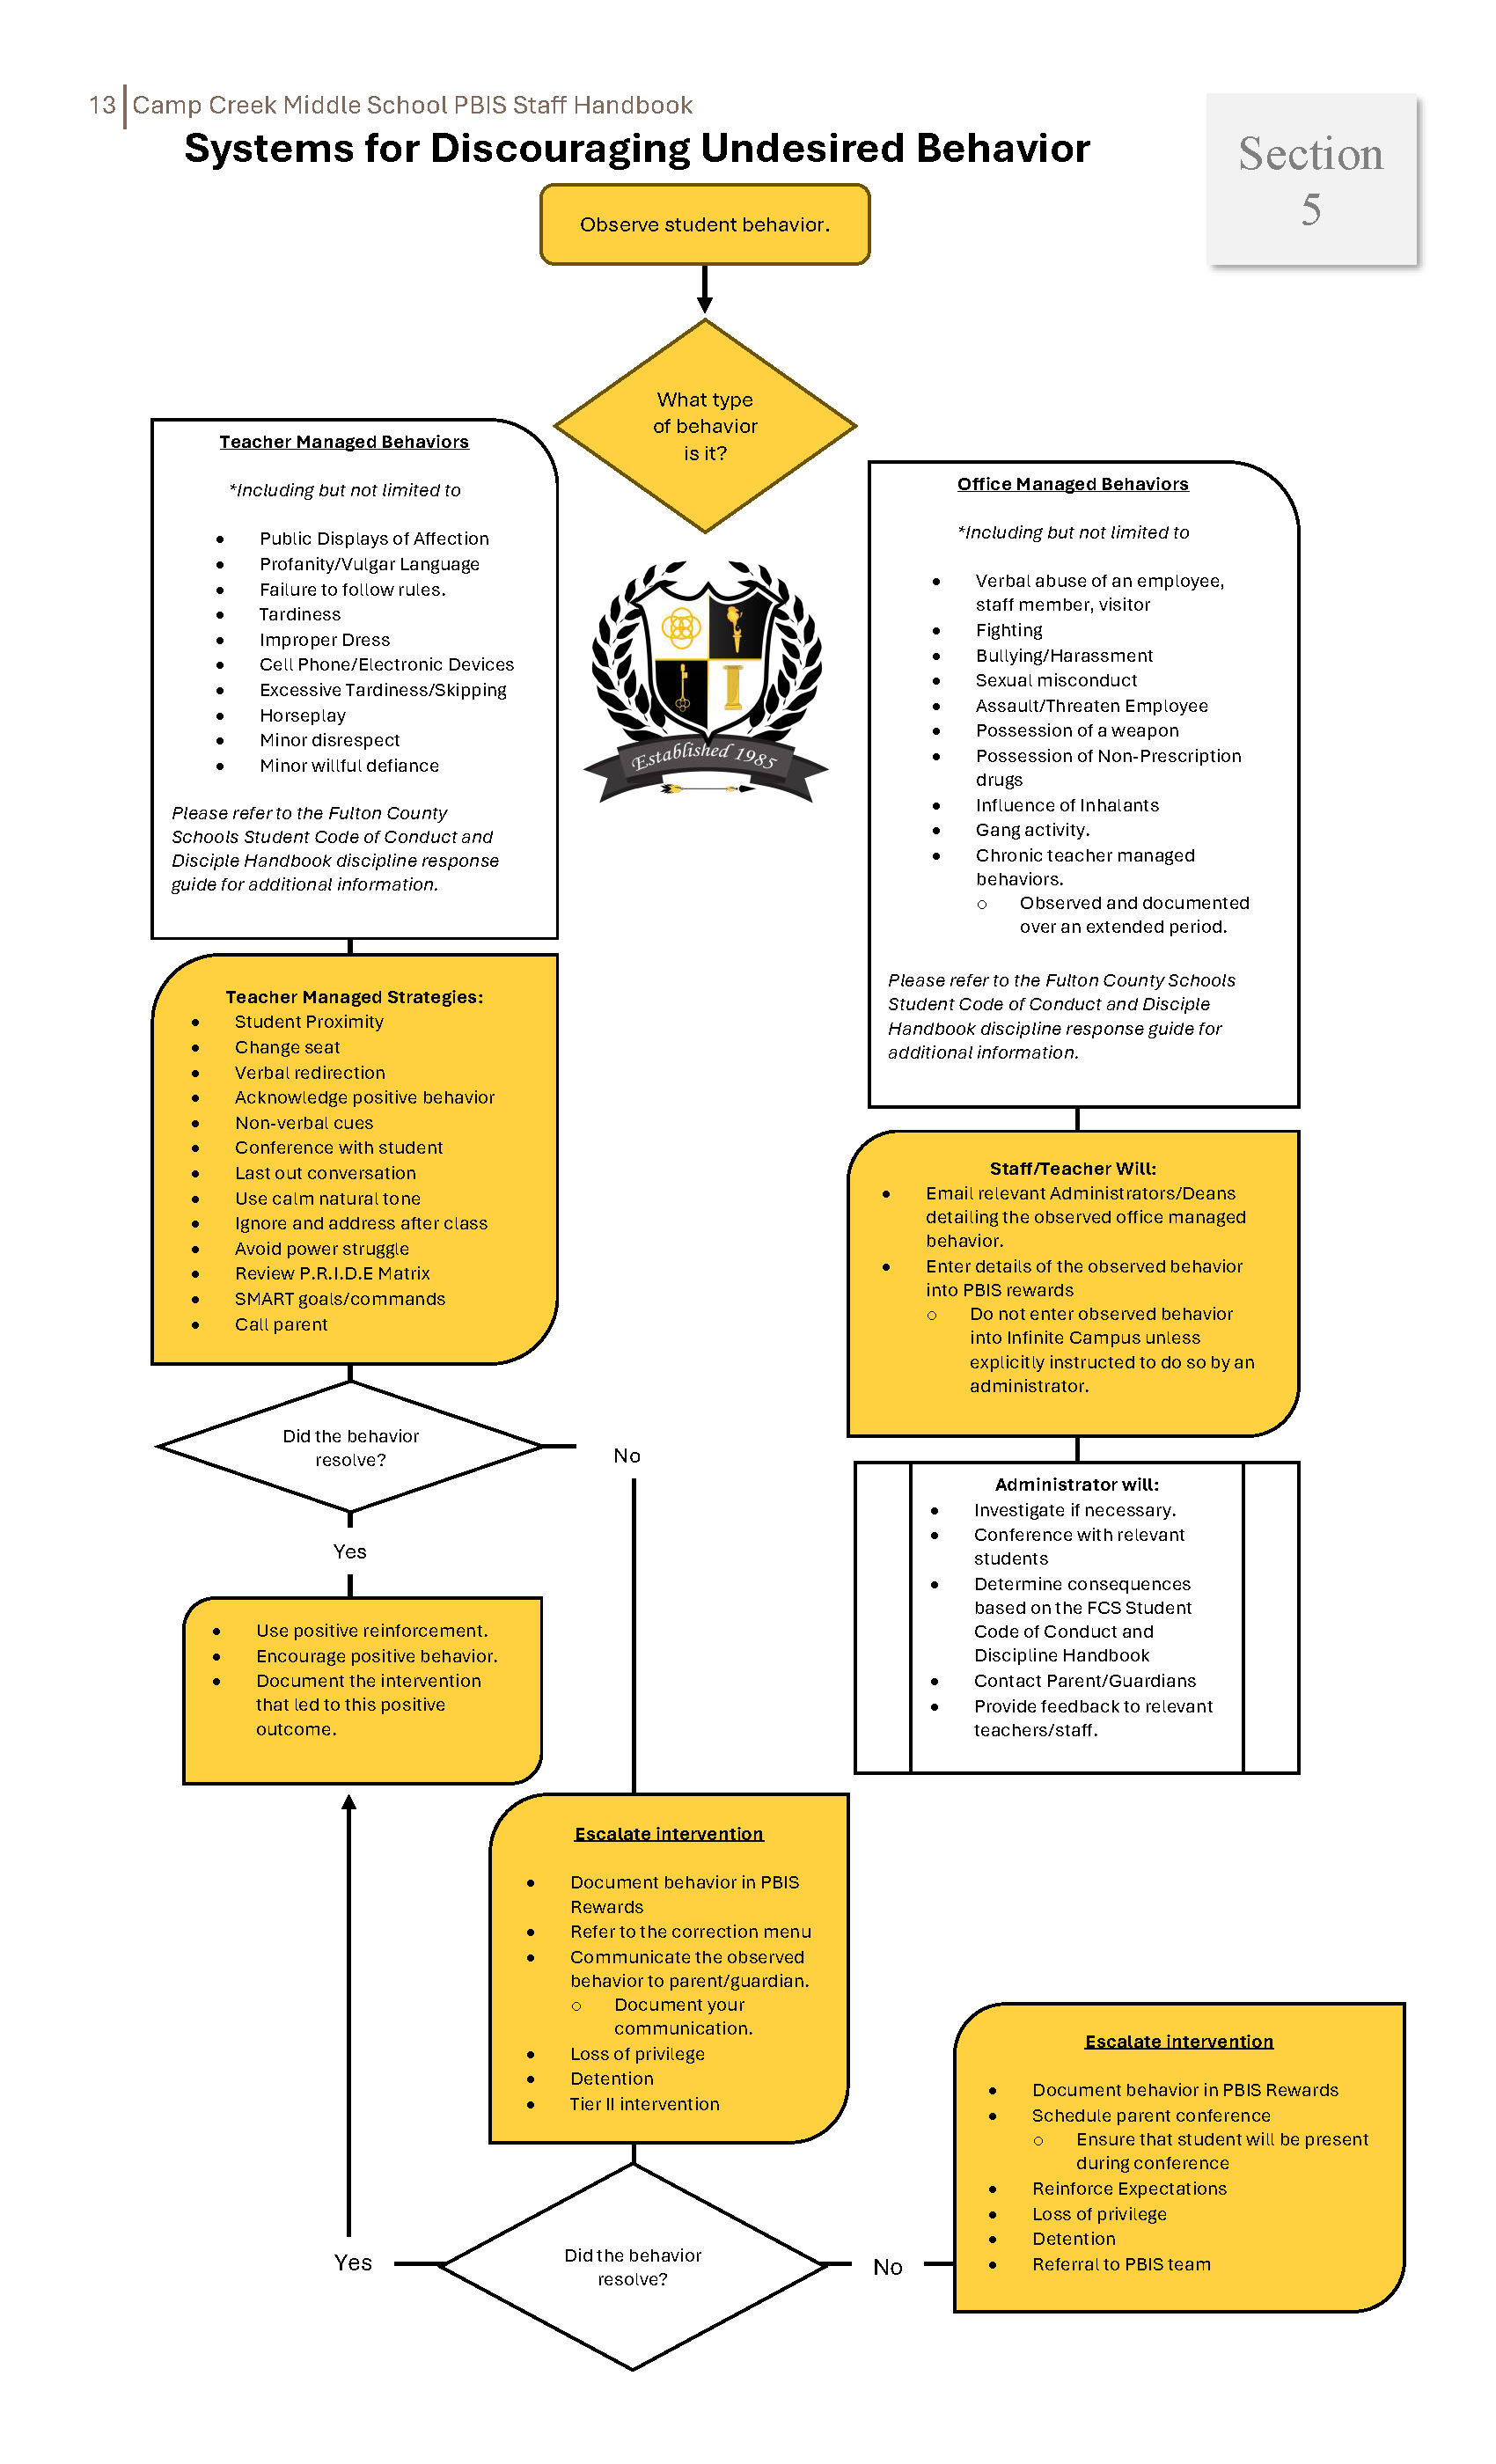 13 Camp Creek Middle School PBIS Staff Handbook
Systems for Discouraging Undesired Behavior
Section
5
Observe student behavior.
What type
of behavior
is it?
Teacher Managed Behaviors
*Including but not limited to
• Public Displays of Affection
• Profanity/Vulgar Language
• Failure to follow rules.
• Tardiness
• Improper Dress
• Cell Phone/Electronic Devices
• Excessive Tardiness/Skipping
• Horseplay
• Minor disrespect
• Minor willful defiance
Please refer to the Fulton County
Schools Student Code of Conduct and
Disciple Handbook discipline response
guide for additional information.
Established 1985
Office Managed Behaviors
*Including but not limited to
• Verbal abuse of an employee,
staff member, visitor
• Fighting
• Bullying/Harassment
• Sexual misconduct
• Assault/Threaten Employee
• Possession of a weapon
• Possession of Non-Prescription
drugs
• Influence of Inhalants
• Gang activity.
• Chronic teacher managed
behaviors.
o Observed and documented
over an extended period.
Please refer to the Fulton County Schools
Student Code of Conduct and Disciple
Handbook discipline response guide for
additional information.
Teacher Managed Strategies:
• Student Proximity
• Change seat
• Verbal redirection
• Acknowledge positive behavior
• Non-verbal cues
• Conference with student
• Last out conversation
• Use calm natural tone
• Ignore and address after class
• Avoid power struggle
• Review P.R.I.D.E Matrix
• SMART goals/commands
• Call parent
Staff/Teacher Will:
• Email relevant Administrators/Deans
detailing the observed office managed
behavior.
• Enter details of the observed behavior
into PBIS rewards
o Do not enter observed behavior
into Infinite Campus unless
explicitly instructed to do so by an
administrator.
Did the behavior
resolve?
No
Yes
Administrator will:
• Investigate if necessary.
• Conference with relevant
students
• Determine consequences
based on the FCS Student
Code of Conduct and
Discipline Handbook
• Contact Parent/Guardians
• Provide feedback to relevant
teachers/staff.
• Use positive reinforcement.
• Encourage positive behavior.
• Document the intervention
that led to this positive
outcome.
Escalate intervention
• Document behavior in PBIS
Rewards
• Refer to the correction menu
• Communicate the observed
behavior to parent/guardian.
o Document your
communication.
• Loss of privilege
• Detention
• Tier II intervention
Did the behavior
resolve?
Yes
No
Escalate intervention
• Document behavior in PBIS Rewards
• Schedule parent conference
o Ensure that student will be present
during conference
• Reinforce Expectations
• Loss of privilege
• Detention
• Referral to PBIS team